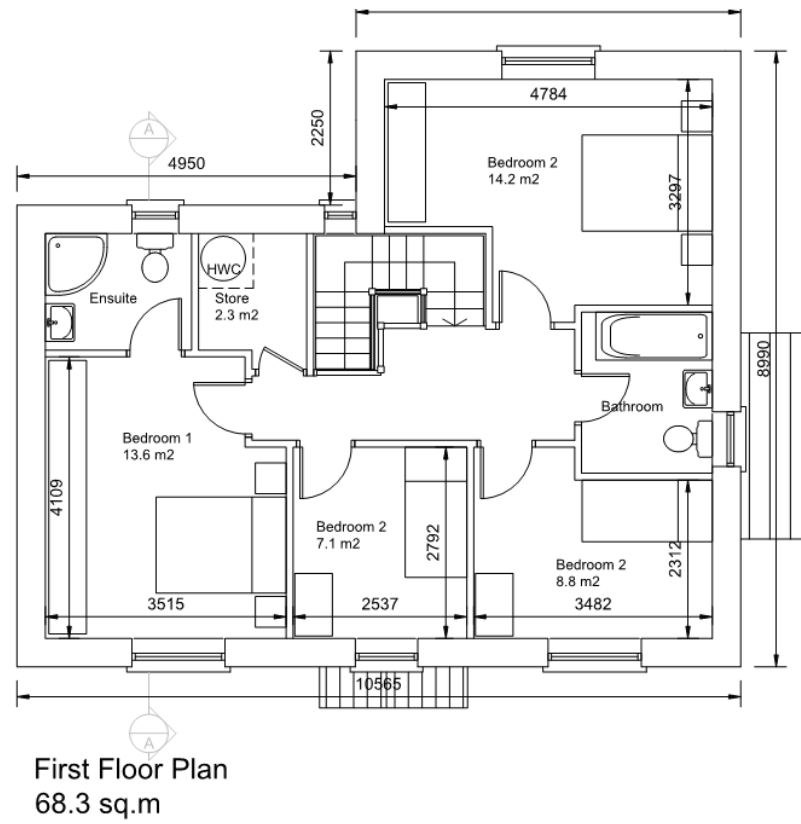 4784
2250
A
4950
Bedroom 2
14.2 m2
3297
HWC
Ensuite
Store
2.3 m2
8990
Bathroom
Bedroom 1
13.6 m2
4109
Bedroom 2
7.1 m2
2792
Bedroom 2
8.8 m2
2312
3515
2537
3482
10565
A
First Floor Plan
68.3 sq.m